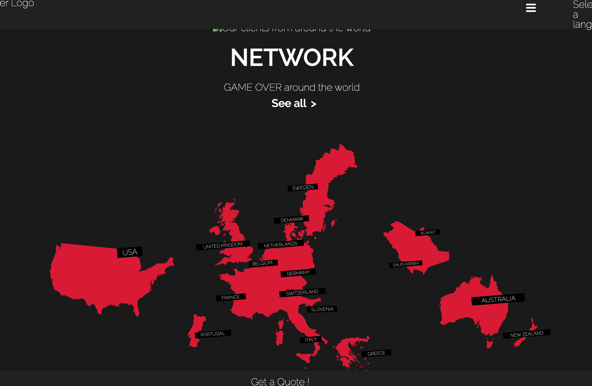 er Logo
Sele
a
lang
Our clients from around the world
NETWORK
GAME OVER around the world
See all >
SWEDEN
DENMARK
KUWAIT
UNITED KINGDOM
NETHERLANDS
USA
BELGIUM
SAUDI ARABIA
GERMANY
SWITZERLAND
FRANCE
AUSTRALIA
SLOVENIA
PORTUGAL
NEW ZEALAND
ITALY
GREECE
Get a Quote !